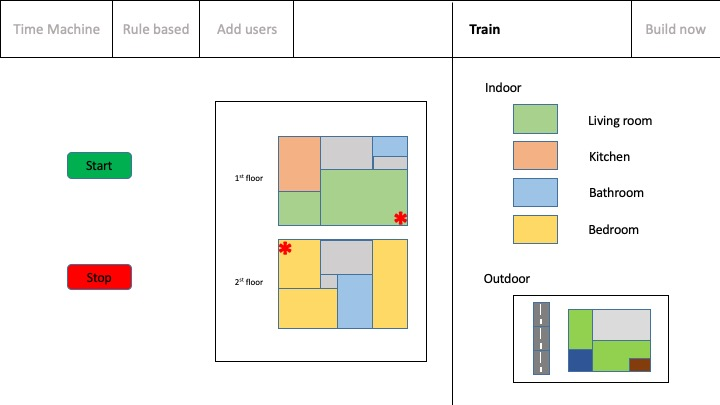 Time Machine
Rule based
Add users
Train
Build now
Start
Stop
1st floor
2st floor
Indoor
Living room
Kitchen
Bathroom
Bedroom
Outdoor